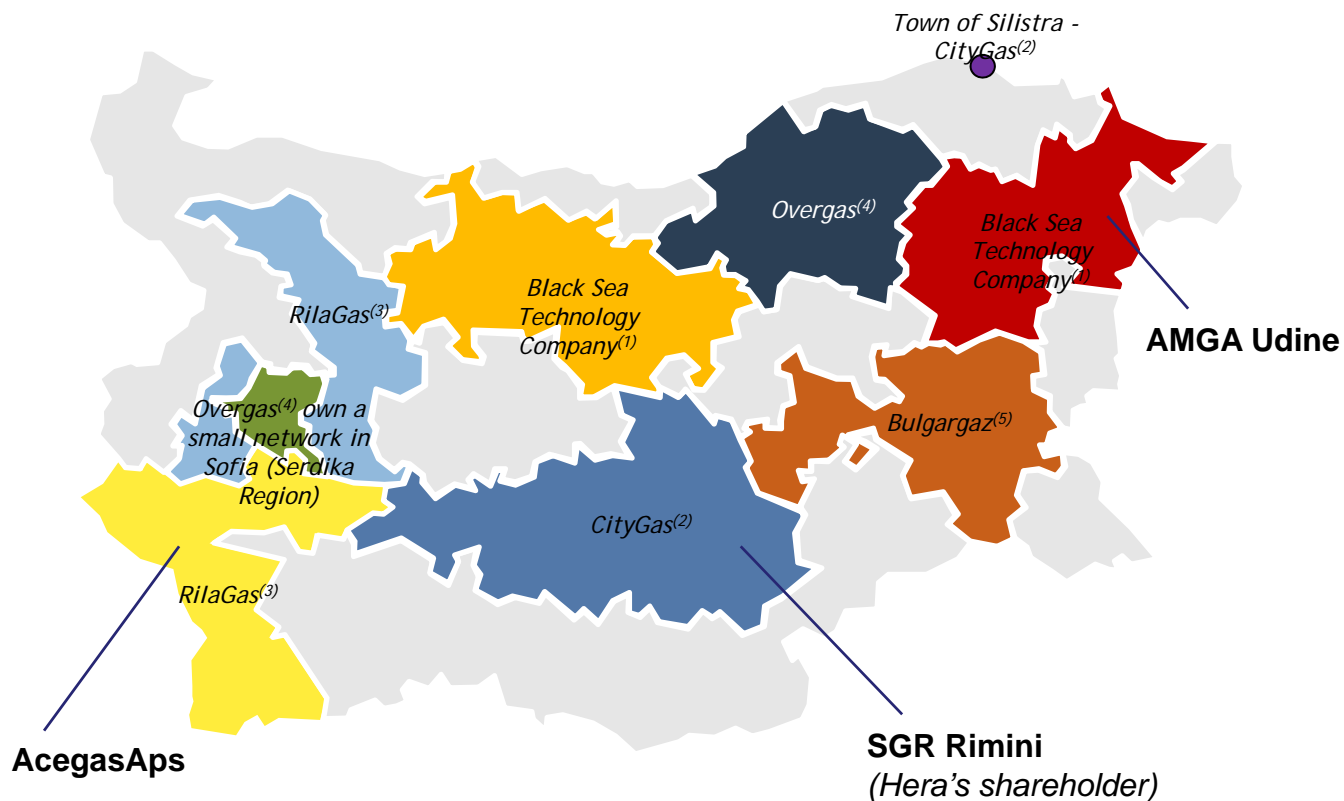 Town of Silistra -
CityGas(2)
Overgas(4)
Black Sea
Technology
Company(1)
RilaGas(3)
Black Sea
Technology
Company(1)
AMGA Udine
Overgas(4) own a
small network in
Sofia (Serdika
Region)
Bulgargaz(5)
CityGas(2)
RilaGas(3)
AcegasAps
SGR Rimini
(Hera's shareholder)